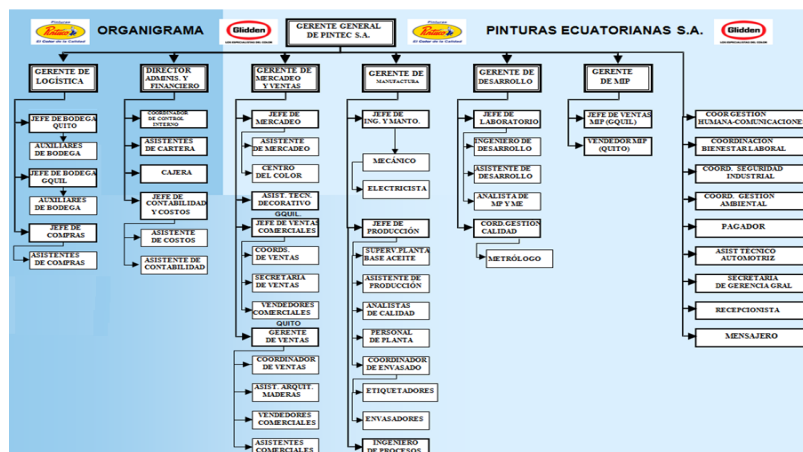 Pinturas
Pintuco
El Color de la Calidad
ORGANIGRAMA
Glidden
GERENTE GENERAL
DE PINTEC S.A.
Pinturas
Pintuco
El Color de la Calidad
PINTURAS ECUATORIANAS S.A.
Glidden
GERENTE DE
LOGÍSTICA
DIRECTOR
ADMINIS. Y
FINANCIERO
GERENTE DE
MERCADEO
Y VENTAS
GERENTE DE
MANUFACTURA
GERENTE DE
DESARROLLO
GERENTE
DE MIP
JEFE DE BODEGA
QUITO
AUXILIARES
DE BODEGA
JEFE DE BODEGA
GQUIL
AUXILIARES
DE BODEGA
JEFE DE
COMPRAS
ASISTENTES
DE COMPRAS
COORDINADOR
DE CONTROL
INTERNO
ASISTENTES
DE CARTERA
CAJERA
JEFE DE
CONTABILIDAD
Y COSTOS
ASISTENTE
DE COSTOS
ASISTENTE DE
CONTABILIDAD
JEFE DE
MERCADEO
ASISTENTE
DE MERCADEO
CENTRO
DEL COLOR
ASIST. TECN.
DECORATIVO
GQUIL.
JEFE DE VENTAS
COMERCIALES
COORDS.
DE VENTAS
SECRETARIA
DE VENTAS
VENDEDORES
COMERCIALES
QUITO
GERENTE
DE VENTAS
COORDINADOR
DE VENTAS
ASIST. ARQUIT.
MADERAS
VENDEDORES
COMERCIALES
ASISTENTES
COMERCIALES
JEFE DE
ING. Y MANTO.
MECÁNICO
ELECTRICISTA
JEFE DE
PRODUCCIÓN
SUPERV.PLANTA
BASE ACEITE
ASISTENTE DE
PRODUCCIÓN
ANALISTAS
DE CALIDAD
PERSONAL
DE PLANTA
COORDINADOR
DE ENVASADO
ETIQUETADORES
ENVASADORES
INGENIERO
DE PROCESOS
JEFE DE
LABORATORIO
INGENIERO DE
DESARROLLO
ASISTENTE DE
DESARROLLO
ANALISTA DE
MP Y ME
CORD.GESTION
CALIDAD
METRÓLOGO
JEFE DE VENTAS
MIP (GQUIL)
VENDEDOR MIP
(QUITO)
COOR GESTION
HUMANA-COMUNICACIONES
COORDINACION
BIENESTAR LABORAL
COORD. SEGURIDAD
INDUSTRIAL
COORD. GESTION
AMBIENTAL
PAGADOR
ASIST TECNICO
AUTOMOTRIZ
SECRETARIA
DE GERENCIA GRAL
RECEPCIONISTA
MENSAJERO